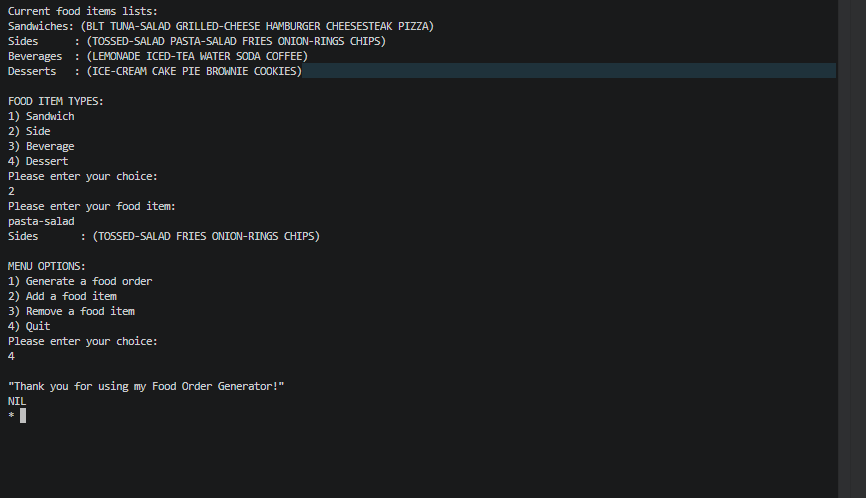 Current food items lists:
Sandwiches: (BLT TUNA-SALAD GRILLED-CHEESE HAMBURGER CHEESESTEAK PIZZA)
Sides      : (TOSSED-SALAD PASTA-SALAD FRIES ONION-RINGS CHIPS)
Beverages  : (LEMONADE ICED-TEA WATER SODA COFFEE)
Desserts   : (ICE-CREAM CAKE PIE BROWNIE COOKIES)
FOOD ITEM TYPES:
1) Sandwich
2) Side
3) Beverage
4) Dessert
Please enter your choice:
2
Please enter your food item:
pasta-salad
Sides       : (TOSSED-SALAD FRIES ONION-RINGS CHIPS)
MENU OPTIONS:
1) Generate a food order
2) Add a food item
3) Remove a food item
4) Quit
Please enter your choice:
4
"Thank you for using my Food Order Generator!"
NIL
*